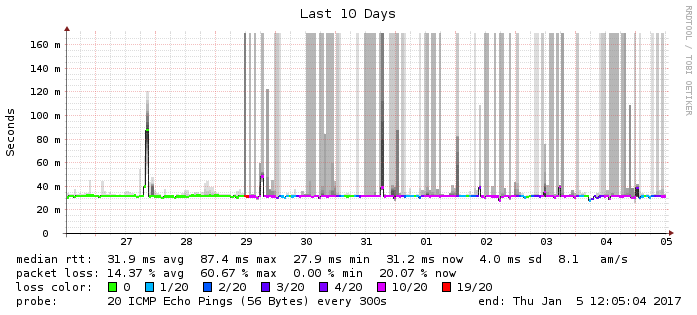 Last 10 Days
RRDTOOL / TOBI OETIKER
Seconds
160 m
140 m
120 m
100 m
80 m
60 m
40 m
20 m
0
27 28 29 30 31 01 02 03 04 05
median rtt: 31.9 ms avg 87.4 ms max 27.9 ms min 31.2 ms now 4.0 ms sd 8.1 am/s
packet loss: 14.37 % avg 60.67 % max 0.00 % min 20.07 % now
loss color: 0 1/20 2/20 3/20 4/20 10/20 19/20
probe: 20 ICMP Echo Pings (56 Bytes) every 300s end: Thu Jan 5 12:05:04 2017